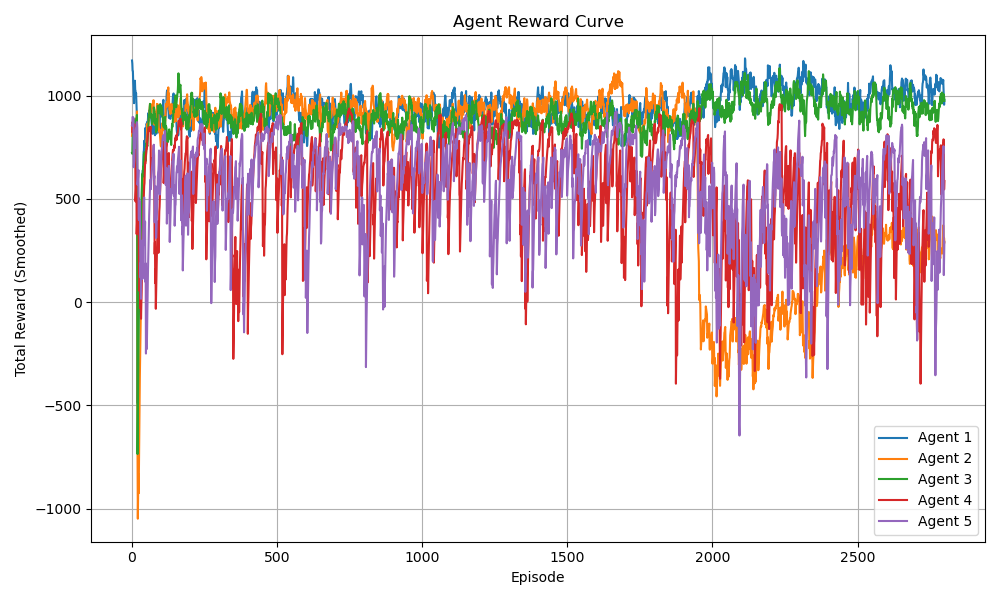 Agent Reward Curve
Total Reward (Smoothed)
1000
500
0
−500
−1000
0
500
1000
1500
2000
2500
Episode
Agent 1
Agent 2
Agent 3
Agent 4
Agent 5